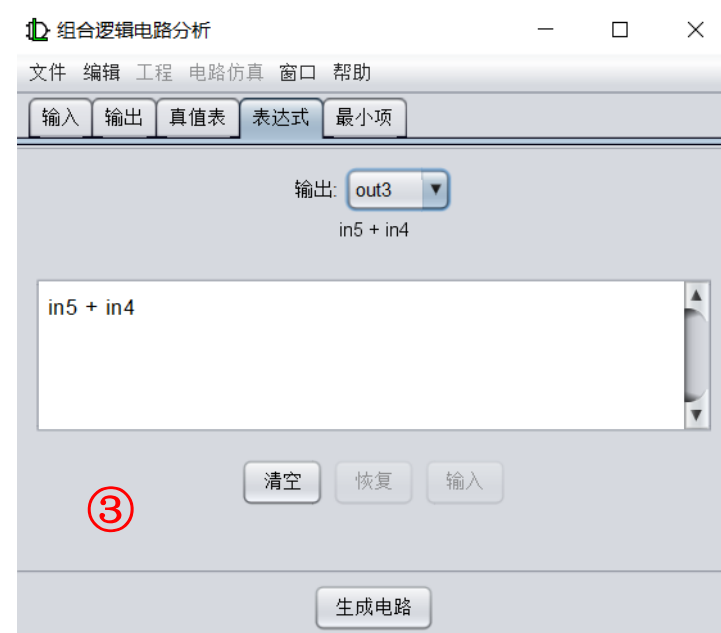 组合逻辑电路分析
文件 编辑 工程 电路仿真 窗口 帮助
输入 输出 真值表 表达式 最小项
输出: out3
in5 + in4
in5 + in4
清空 恢复 输入
③
生成电路